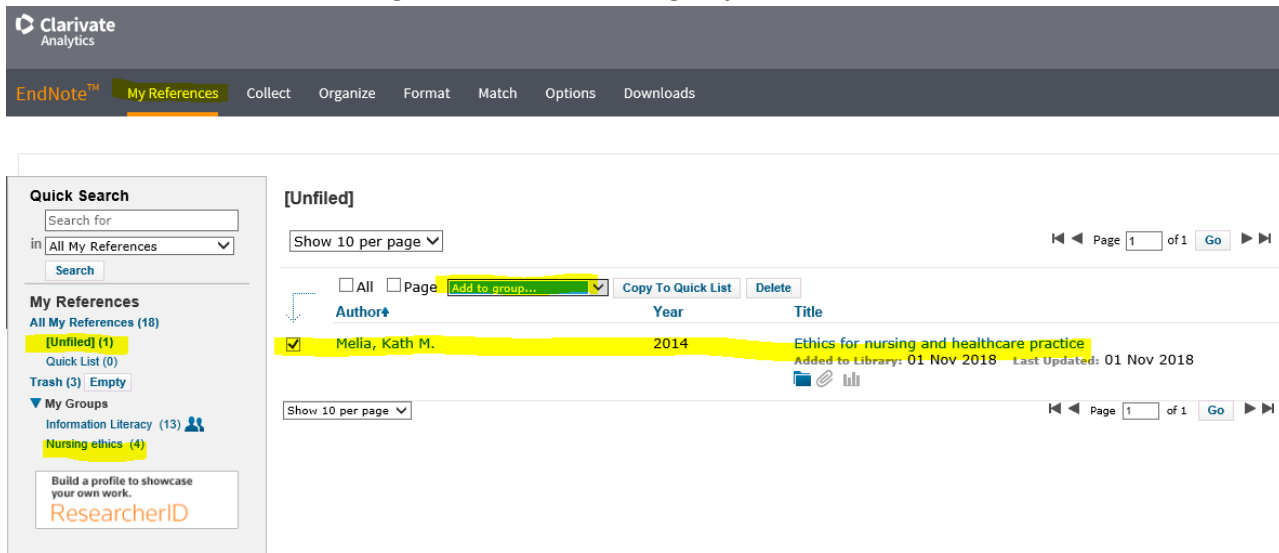 Clarivate
Analytics
EndNote™ My References Collect Organize Format Match Options Downloads
Quick Search
Search for
in All My References
Search
My References
All My References (18)
[Unfiled] (1)
Quick List (0)
Trash (3) Empty
My Groups
Information Literacy (13)
Nursing ethics (4)
Build a profile to showcase
your own work.
ResearcherID
[Unfiled]
Show 10 per page Page 1 of 1 Go
All Page Add to group... Copy To Quick List Delete
Author Year Title
Melia, Kath M. 2014 Ethics for nursing and healthcare practice
Added to Library: 01 Nov 2018 Last Updated: 01 Nov 2018
Show 10 per page Page 1 of 1 Go